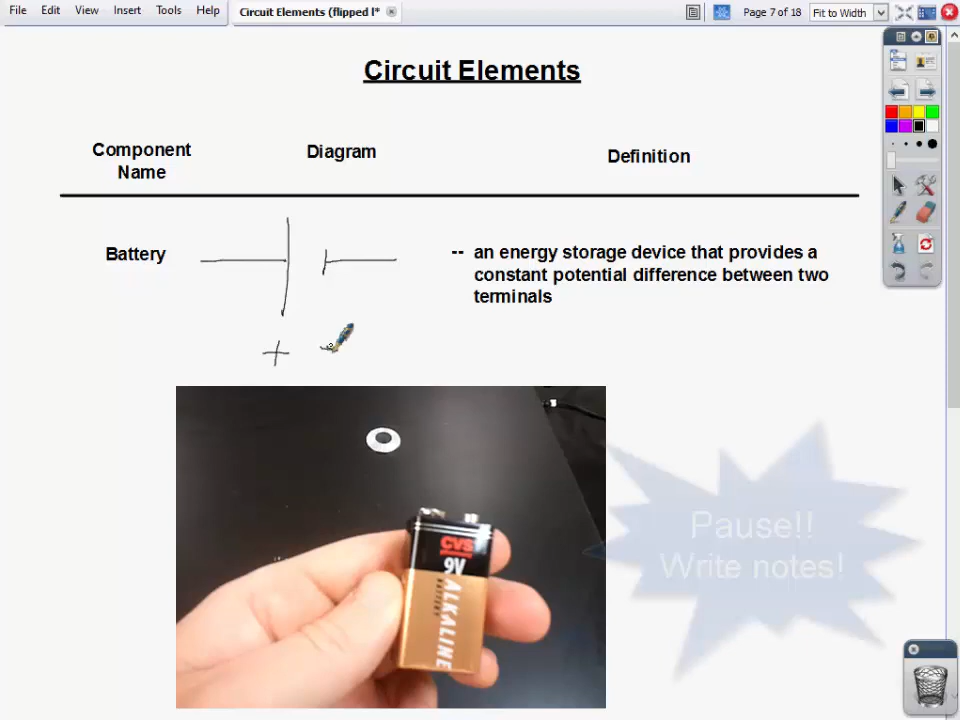 File Edit View Insert Tools Help
Circuit Elements (flipped l*
Page 7 of 18
Fit to Width
Circuit Elements
Component
Name
Diagram
Definition
Battery
-- an energy storage device that provides a
constant potential difference between two
terminals
+
CVS
9V
ALKALINE
BATTERY
Pause!!
Write notes!